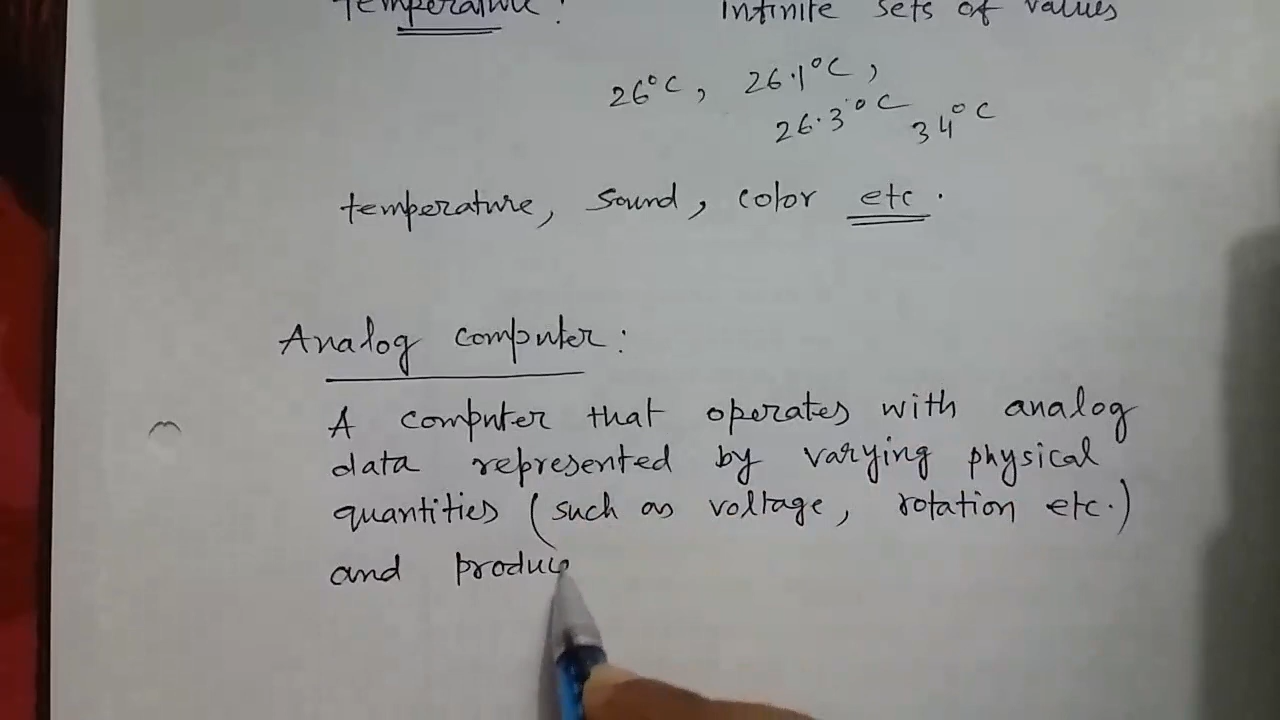 Temperature : Infinite sets of values
26°C, 26.1°C,
26.3°C 34°C
temperature, sound, color etc.
Analog computer:
A computer that operates with analog
data represented by varying physical
quantities (such as voltage, rotation etc.)
and produc